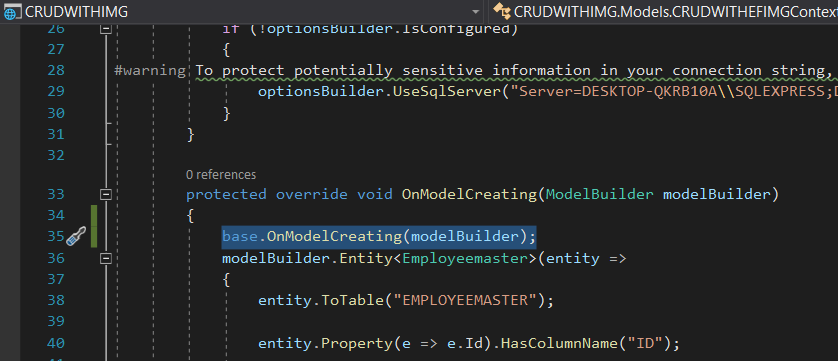 CRUDWITHIMG
CRUDWITHIMG.Models.CRUDWITHEFIMGContext
26 if (!optionsBuilder.IsConfigured)
27 {
28 #warning To protect potentially sensitive information in your connection string,
29 optionsBuilder.UseSqlServer("Server=DESKTOP-QKRB10A\\SQLEXPRESS;D
30 }
31 }
32
0 references
33 protected override void OnModelCreating(ModelBuilder modelBuilder)
34 {
35 base.OnModelCreating(modelBuilder);
36 modelBuilder.Entity<Employeemaster>(entity =>
37 {
38 entity.ToTable("EMPLOYEEMASTER");
39
40 entity.Property(e => e.Id).HasColumnName("ID");